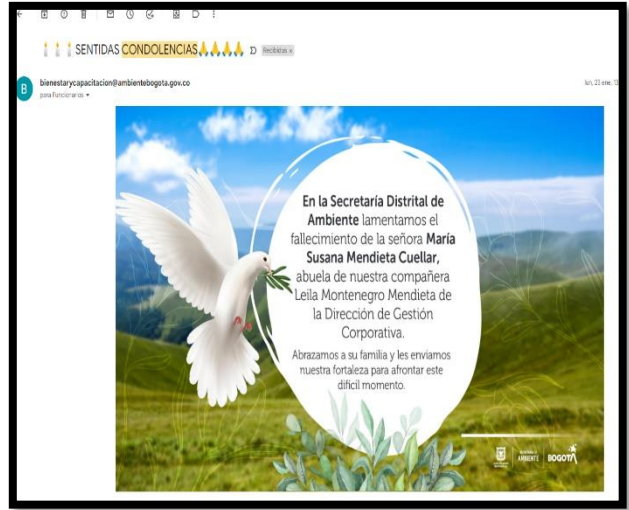 SENTIDAS CONDOLENCIAS
Recibidos x
B
bienestarycapacitacion@ambientebogota.gov.co
lun, 23 ene, 13
para Funcionarios
En la Secretaría Distrital de
Ambiente lamentamos el
fallecimiento de la señora María
Susana Mendieta Cuellar,
abuela de nuestra compañera
Leila Montenegro Mendieta de
la Dirección de Gestión
Corporativa.
Abrazamos a su familia y les enviamos
nuestra fortaleza para afrontar este
difícil momento.
AMBIENTE
BOGOTÁ